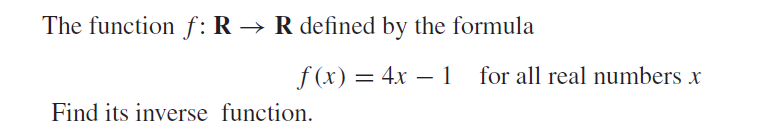 The function f: R → R defined by the formula
f(x) = 4x − 1 for all real numbers x
Find its inverse function.